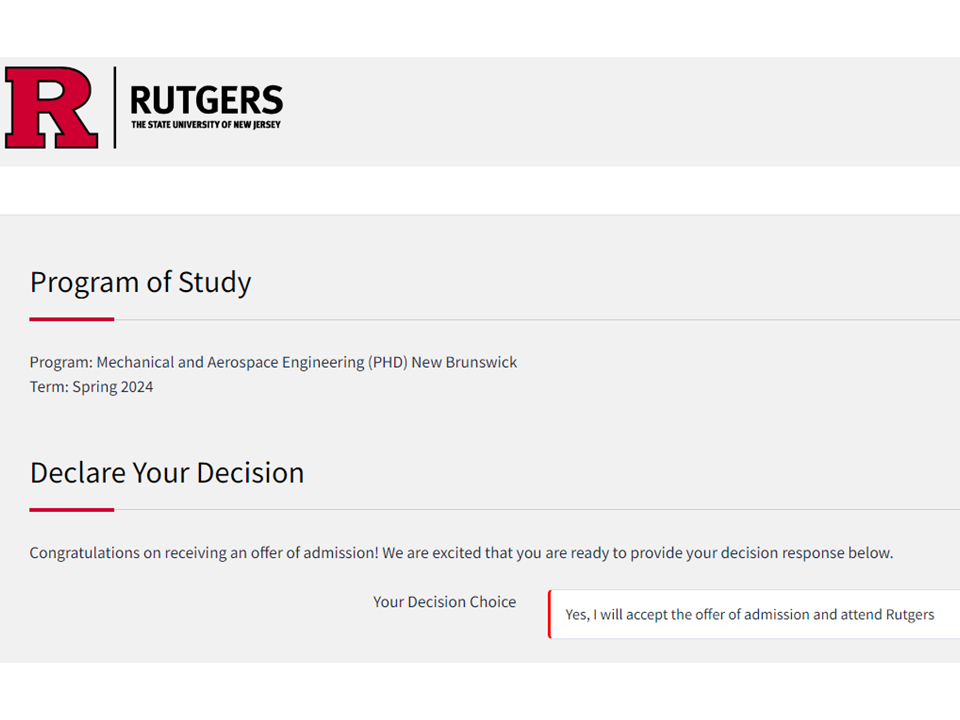 R
RUTGERS
THE STATE UNIVERSITY OF NEW JERSEY
Program of Study
Program: Mechanical and Aerospace Engineering (PHD) New Brunswick
Term: Spring 2024
Declare Your Decision
Congratulations on receiving an offer of admission! We are excited that you are ready to provide your decision response below.
Your Decision Choice
Yes, I will accept the offer of admission and attend Rutgers